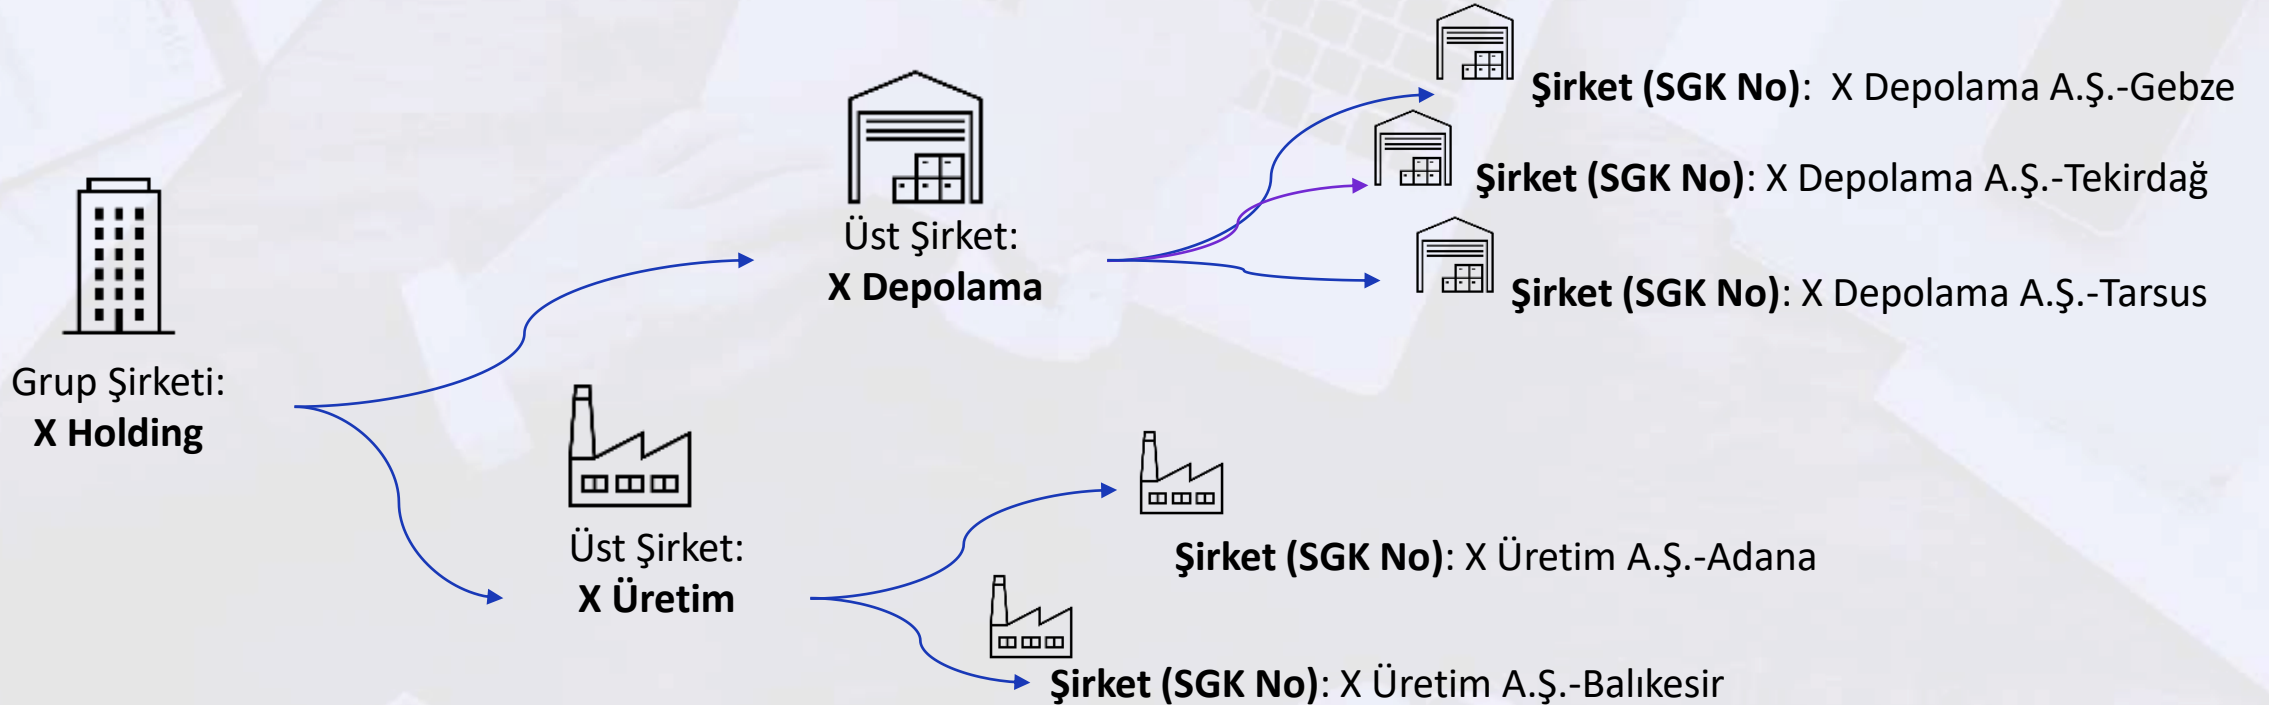 Grup Şirketi:
X Holding
Üst Şirket:
X Depolama
Şirket (SGK No):  X Depolama A.Ş.-Gebze
Şirket (SGK No): X Depolama A.Ş.-Tekirdağ
Şirket (SGK No): X Depolama A.Ş.-Tarsus
Üst Şirket:
X Üretim
Şirket (SGK No): X Üretim A.Ş.-Adana
Şirket (SGK No): X Üretim A.Ş.-Balıkesir